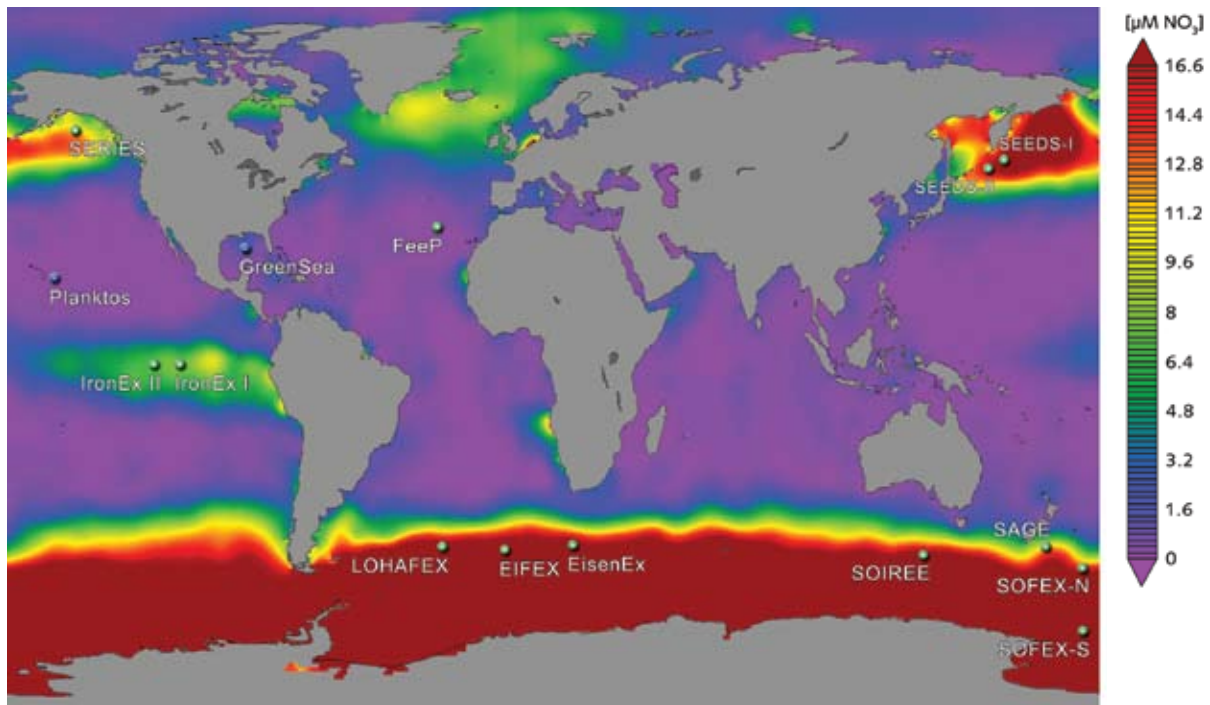 [µM NO₃]
16.6
14.4
12.8
11.2
9.6
8
6.4
4.8
3.2
1.6
0
SERIES
SEEDS-I
SEEDS-II
FeeP
GreenSea
Planktos
IronEx II IronEx I
SAGE
LOHAFEX EIFEX EisenEx SOIREE
SOFEX-N
SOFEX-S